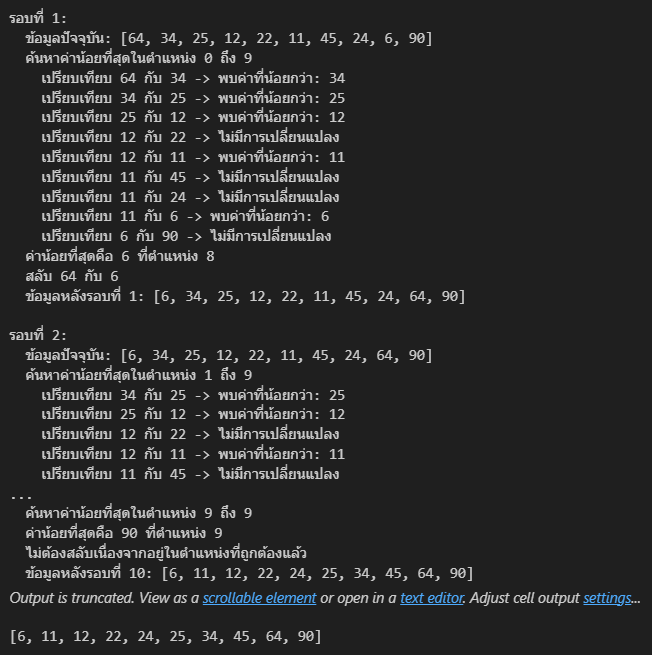 รอบที่ 1:
ข้อมูลปัจจุบัน: [64, 34, 25, 12, 22, 11, 45, 24, 6, 90]
ค้นหาค่าน้อยที่สุดในตำแหน่ง 0 ถึง 9
เปรียบเทียบ 64 กับ 34 -> พบค่าที่น้อยกว่า: 34
เปรียบเทียบ 34 กับ 25 -> พบค่าที่น้อยกว่า: 25
เปรียบเทียบ 25 กับ 12 -> พบค่าที่น้อยกว่า: 12
เปรียบเทียบ 12 กับ 22 -> ไม่มีการเปลี่ยนแปลง
เปรียบเทียบ 12 กับ 11 -> พบค่าที่น้อยกว่า: 11
เปรียบเทียบ 11 กับ 45 -> ไม่มีการเปลี่ยนแปลง
เปรียบเทียบ 11 กับ 24 -> ไม่มีการเปลี่ยนแปลง
เปรียบเทียบ 11 กับ 6 -> พบค่าที่น้อยกว่า: 6
เปรียบเทียบ 6 กับ 90 -> ไม่มีการเปลี่ยนแปลง
ค่าน้อยที่สุดคือ 6 ที่ตำแหน่ง 8
สลับ 64 กับ 6
ข้อมูลหลังรอบที่ 1: [6, 34, 25, 12, 22, 11, 45, 24, 64, 90]
รอบที่ 2:
ข้อมูลปัจจุบัน: [6, 34, 25, 12, 22, 11, 45, 24, 64, 90]
ค้นหาค่าน้อยที่สุดในตำแหน่ง 1 ถึง 9
เปรียบเทียบ 34 กับ 25 -> พบค่าที่น้อยกว่า: 25
เปรียบเทียบ 25 กับ 12 -> พบค่าที่น้อยกว่า: 12
เปรียบเทียบ 12 กับ 22 -> ไม่มีการเปลี่ยนแปลง
เปรียบเทียบ 12 กับ 11 -> พบค่าที่น้อยกว่า: 11
เปรียบเทียบ 11 กับ 45 -> ไม่มีการเปลี่ยนแปลง
...
ค้นหาค่าน้อยที่สุดในตำแหน่ง 9 ถึง 9
ค่าน้อยที่สุดคือ 90 ที่ตำแหน่ง 9
ไม่ต้องสลับเนื่องจากอยู่ในตำแหน่งที่ถูกต้องแล้ว
ข้อมูลหลังรอบที่ 10: [6, 11, 12, 22, 24, 25, 34, 45, 64, 90]
Output is truncated. View as a scrollable element or open in a text editor. Adjust cell output settings...
[6, 11, 12, 22, 24, 25, 34, 45, 64, 90]